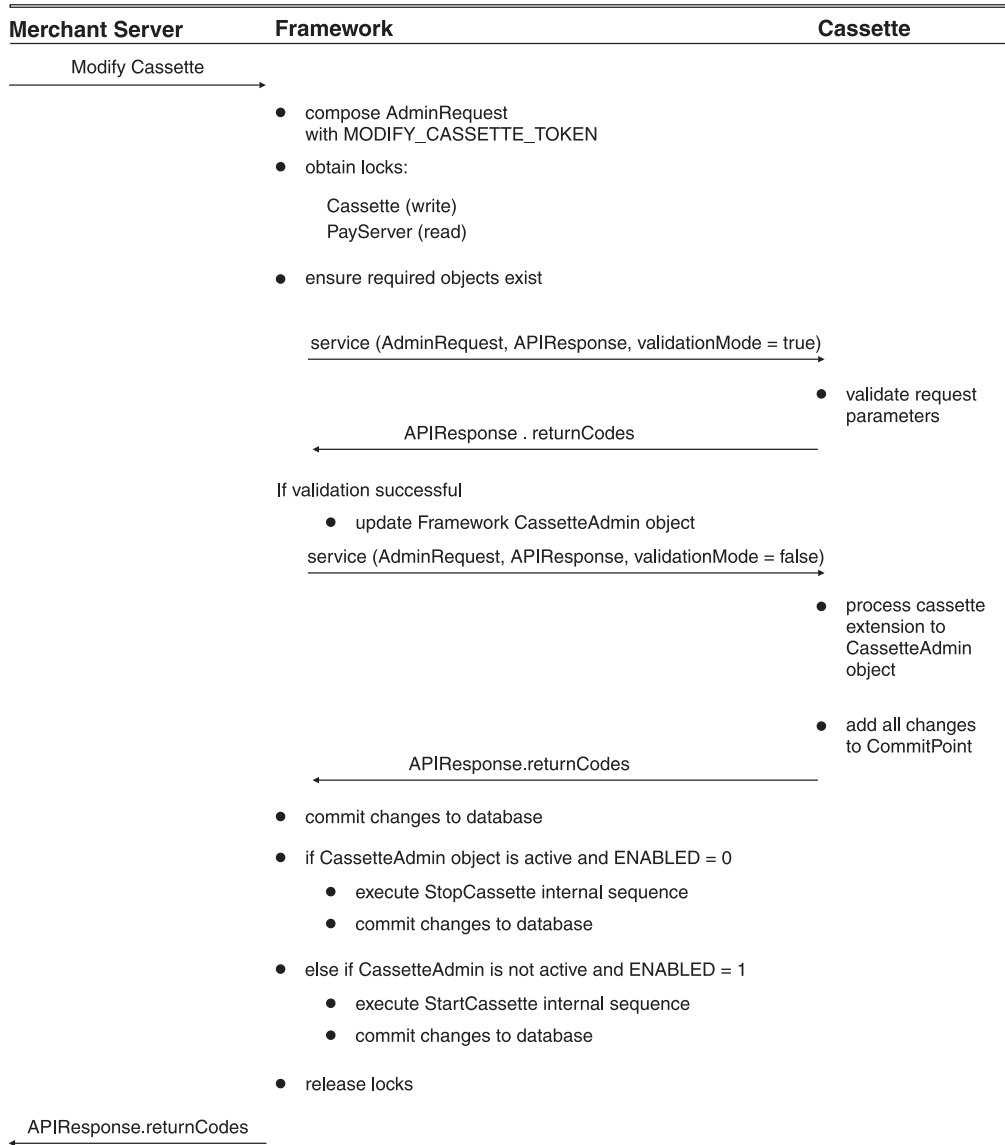 Merchant Server Framework Cassette
Modify Cassette
● compose AdminRequest
with MODIFY_CASSETTE_TOKEN
● obtain locks:
Cassette (write)
PayServer (read)
● ensure required objects exist
service (AdminRequest, APIResponse, validationMode = true)
● validate request
parameters
APIResponse . returnCodes
If validation successful
● update Framework CassetteAdmin object
service (AdminRequest, APIResponse, validationMode = false)
● process cassette
extension to
CassetteAdmin
object
● add all changes
to CommitPoint
APIResponse.returnCodes
● commit changes to database
● if CassetteAdmin object is active and ENABLED = 0
● execute StopCassette internal sequence
● commit changes to database
● else if CassetteAdmin is not active and ENABLED = 1
● execute StartCassette internal sequence
● commit changes to database
● release locks
APIResponse.returnCodes